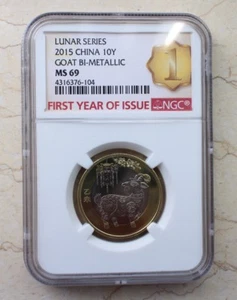 LUNAR SERIES
2015 CHINA 10Y
GOAT BI-METALLIC
MS 69
4316376-104
1
FIRST YEAR OF ISSUE
NGC